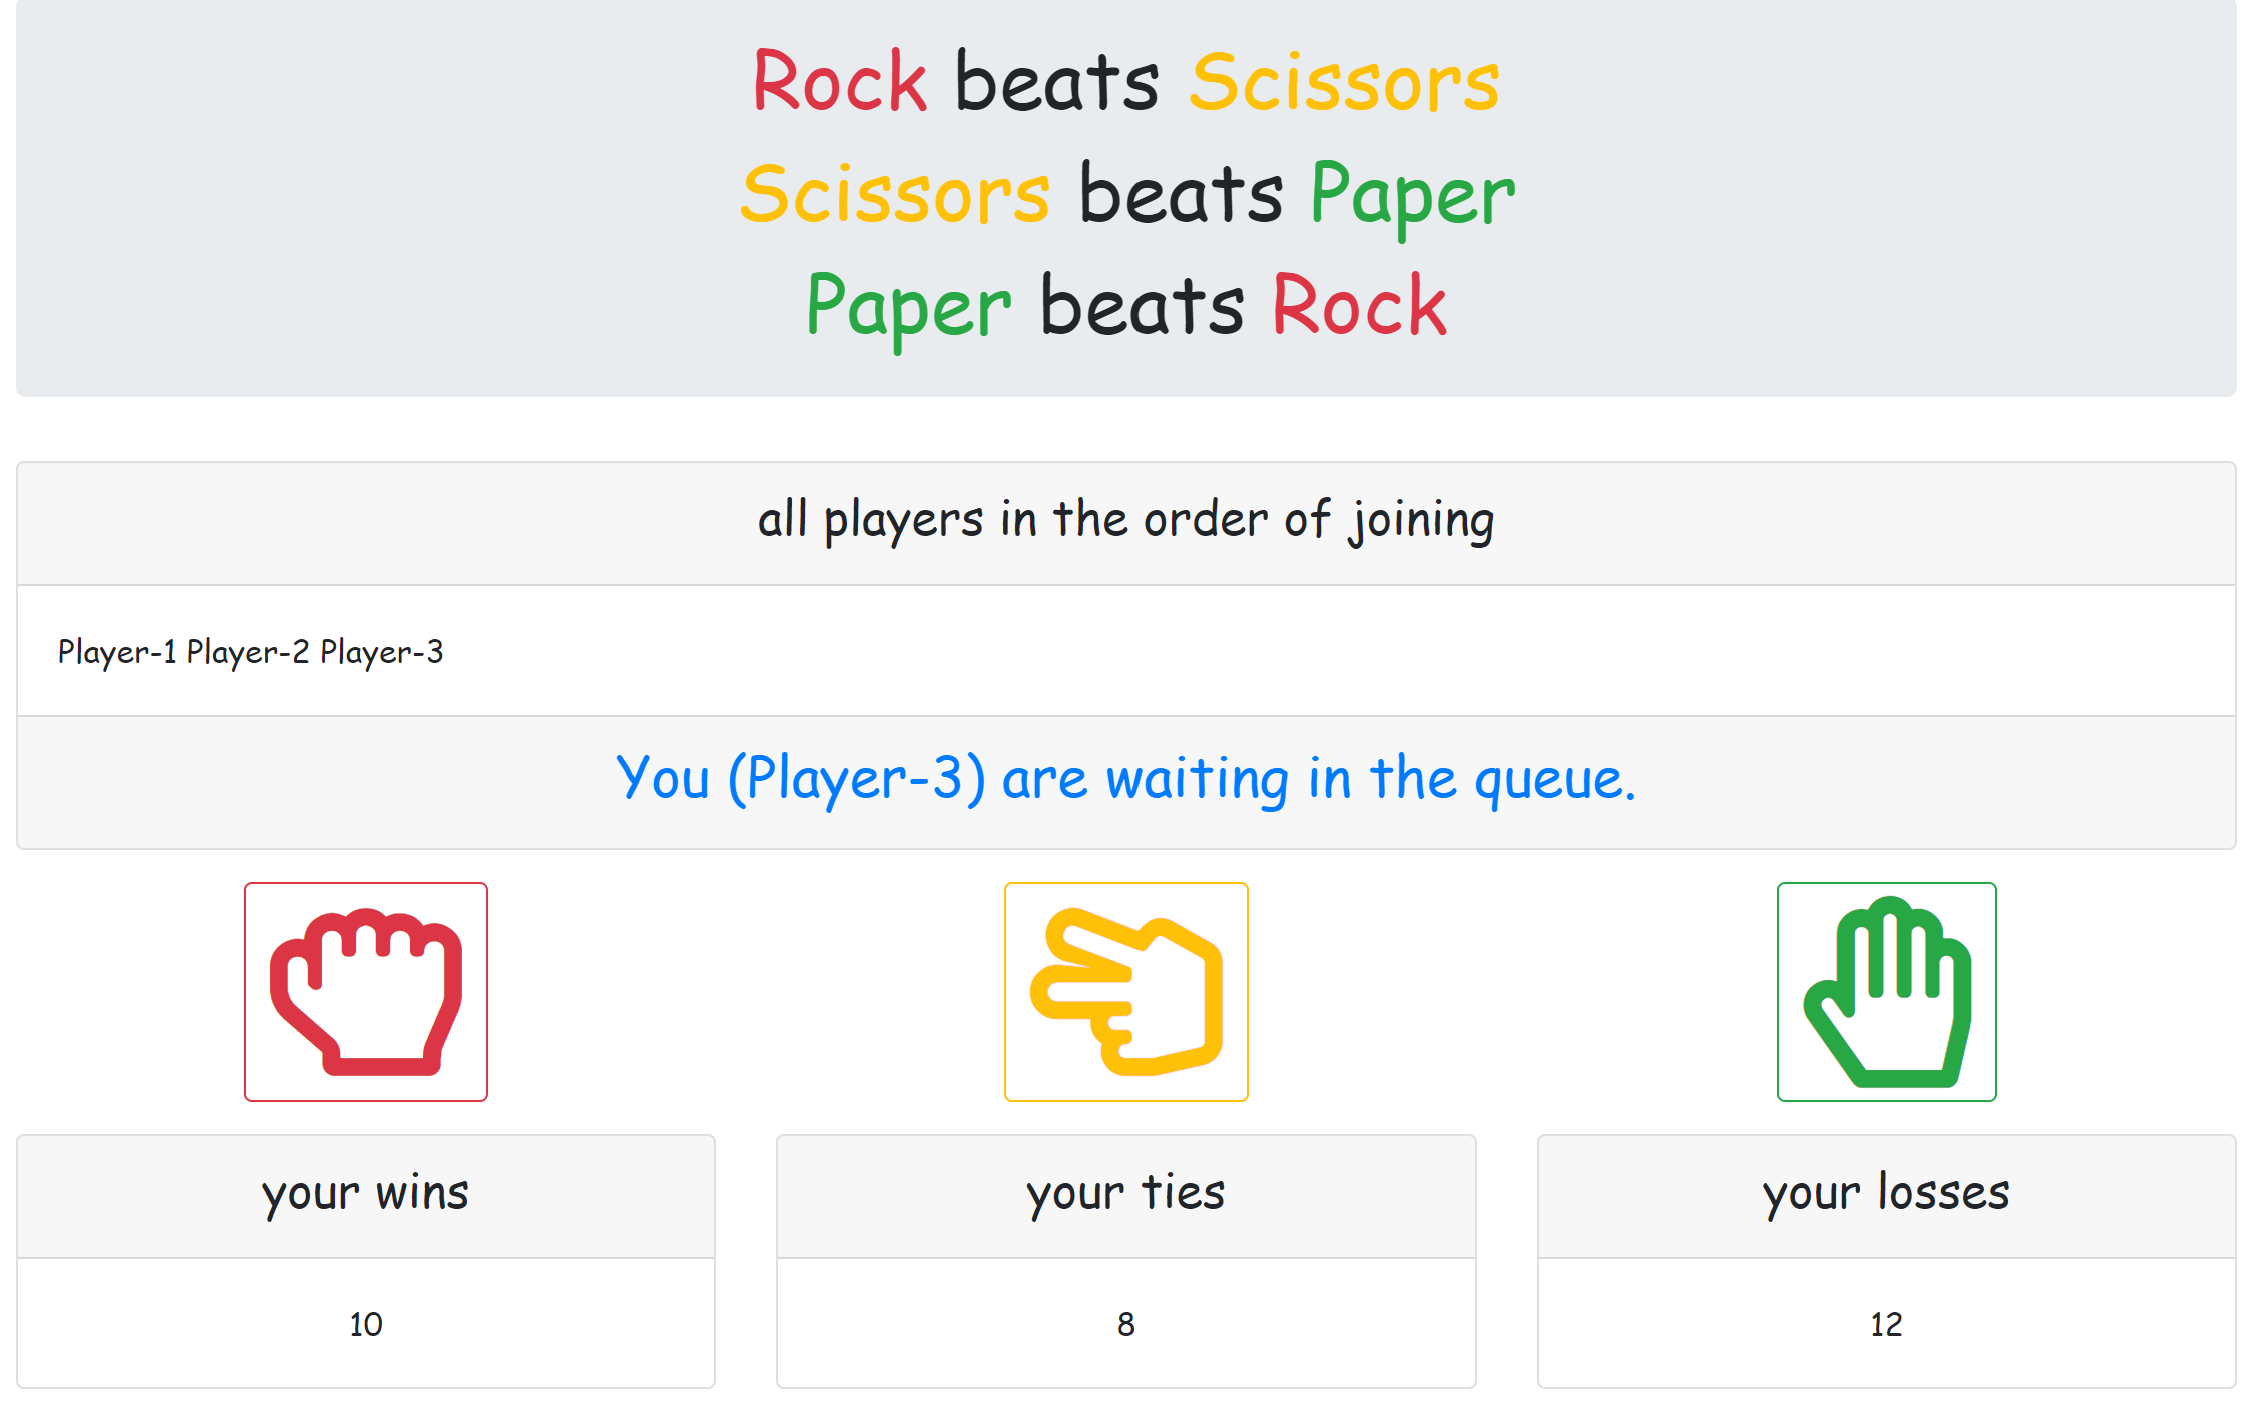 Rock beats Scissors
Scissors beats Paper
Paper beats Rock
all players in the order of joining
Player-1 Player-2 Player-3
You (Player-3) are waiting in the queue.
your wins
10
your ties
8
your losses
12